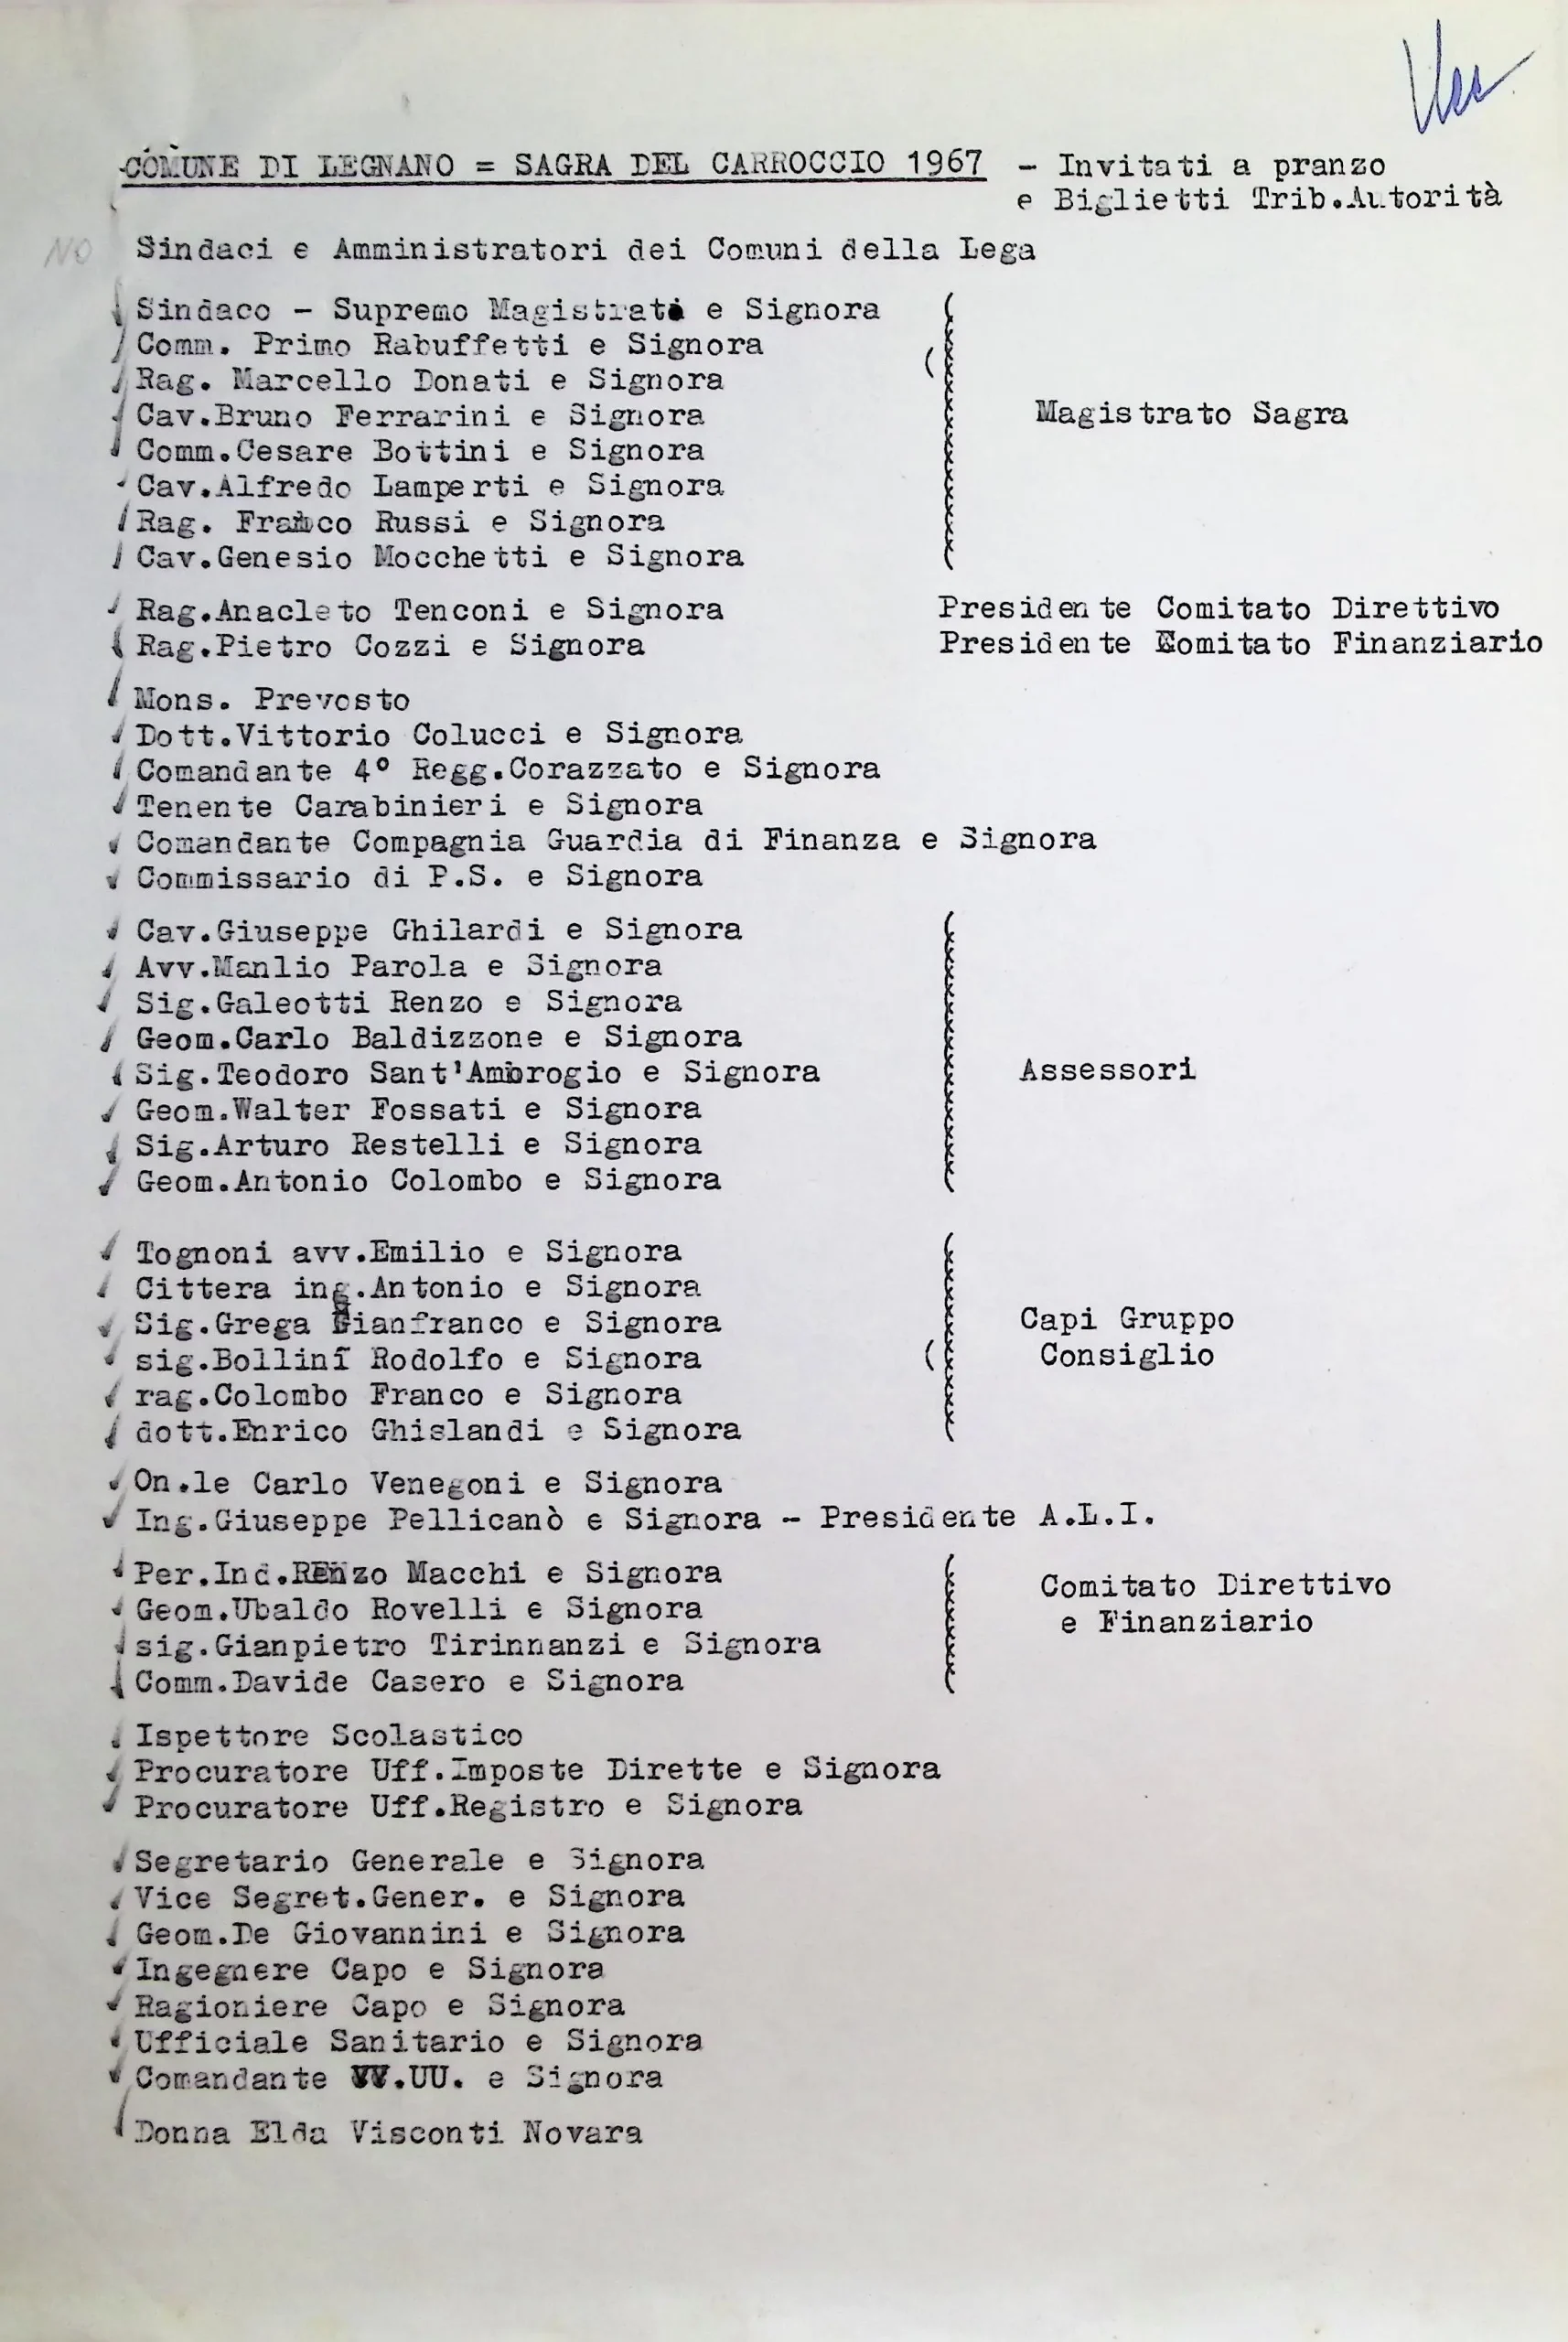 COMUNE DI LEGNANO = SAGRA DEL CARROCCIO 1967 - Invitati a pranzo
e Biglietti Trib.Autorità
NO Sindaci e Amministratori dei Comuni della Lega
Sindaco - Supremo Magistrato e Signora
Comm. Primo Rabuffetti e Signora
Rag. Marcello Donati e Signora
Cav.Bruno Ferrarini e Signora
Magistrato Sagra
Comm.Cesare Bottini e Signora
Cav.Alfredo Lamperti e Signora
Rag. Franco Russi e Signora
Cav.Genesio Mocchetti e Signora
Rag.Anacleto Tenconi e Signora Presidente Comitato Direttivo
Rag.Pietro Cozzi e Signora Presidente Comitato Finanziario
Mons. Prevosto
Dott.Vittorio Colucci e Signora
Comandante 4° Regg.Corazzato e Signora
Tenente Carabinieri e Signora
Comandante Compagnia Guardia di Finanza e Signora
Commissario di P.S. e Signora
Cav.Giuseppe Ghilardi e Signora
Avv.Manlio Parola e Signora
Sig.Galeotti Renzo e Signora
Geom.Carlo Baldizzone e Signora
Sig.Teodoro Sant'Ambrogio e Signora
Assessori
Geom.Walter Fossati e Signora
Sig.Arturo Restelli e Signora
Geom.Antonio Colombo e Signora
Tognoni avv.Emilio e Signora
Cittera ing.Antonio e Signora
Sig.Grega Gianfranco e Signora
Capi Gruppo
sig.Bollini Rodolfo e Signora
Consiglio
rag.Colombo Franco e Signora
dott.Enrico Ghislandi e Signora
On.le Carlo Venegoni e Signora
Ing.Giuseppe Pellicanò e Signora - Presidente A.L.I.
Per.Ind.RENzo Macchi e Signora
Comitato Direttivo
Geom.Ubaldo Rovelli e Signora
e Finanziario
sig.Gianpietro Tirinnanzi e Signora
Comm.Davide Casero e Signora
Ispettore Scolastico
Procuratore Uff.Imposte Dirette e Signora
Procuratore Uff.Registro e Signora
Segretario Generale e Signora
Vice Segret.Gener. e Signora
Geom.De Giovannini e Signora
Ingegnere Capo e Signora
Ragioniere Capo e Signora
Ufficiale Sanitario e Signora
Comandante VV.UU. e Signora
Donna Elda Visconti Novara